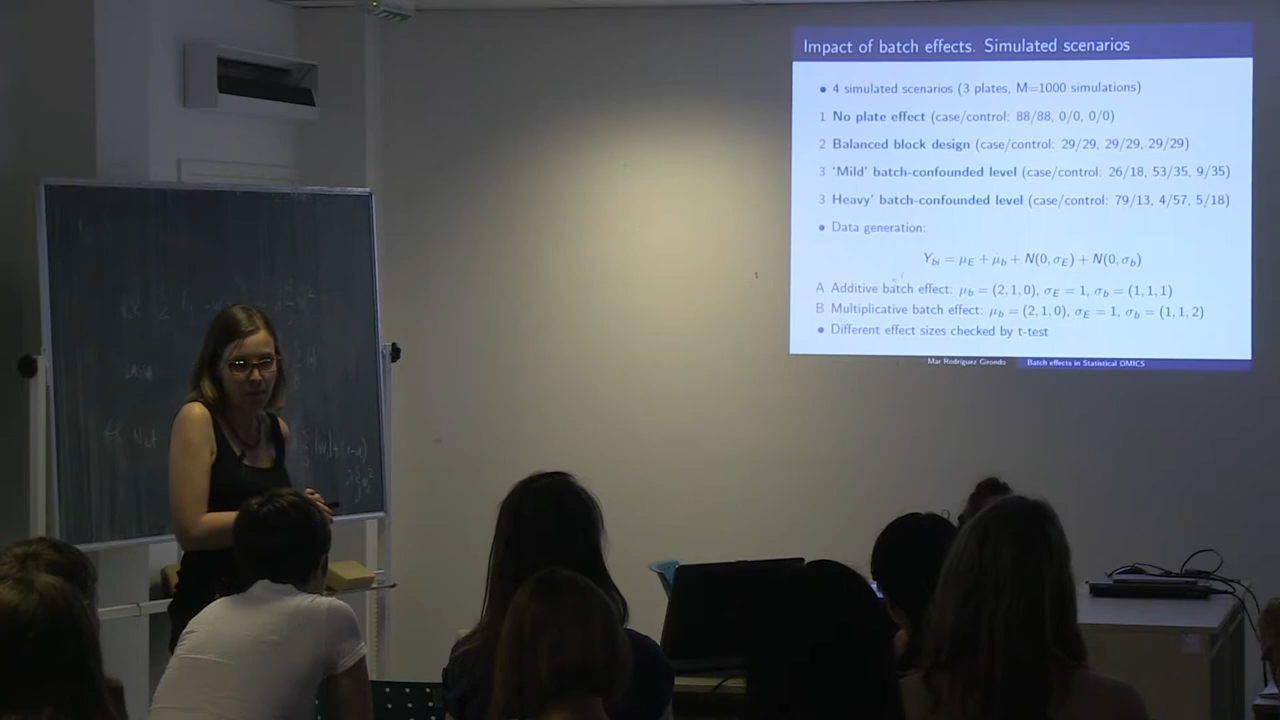 Impact of batch effects. Simulated scenarios
• 4 simulated scenarios (3 plates, M=1000 simulations)
1 No plate effect (case/control: 88/88, 0/0, 0/0)
2 Balanced block design (case/control: 29/29, 29/29, 29/29)
3 'Mild' batch-confounded level (case/control: 26/18, 53/35, 9/35)
3 Heavy' batch-confounded level (case/control: 79/13, 4/57, 5/18)
• Data generation:
Y_bi = μ_E + μ_b + N(0, σ_E) + N(0, σ_b)
A Additive batch effect: μ_b = (2, 1, 0), σ_E = 1, σ_b = (1, 1, 1)
B Multiplicative batch effect: μ_b = (2, 1, 0), σ_E = 1, σ_b = (1, 1, 2)
• Different effect sizes checked by t-test
Mar Rodríguez Girondo Batch effects in Statistical OMICS